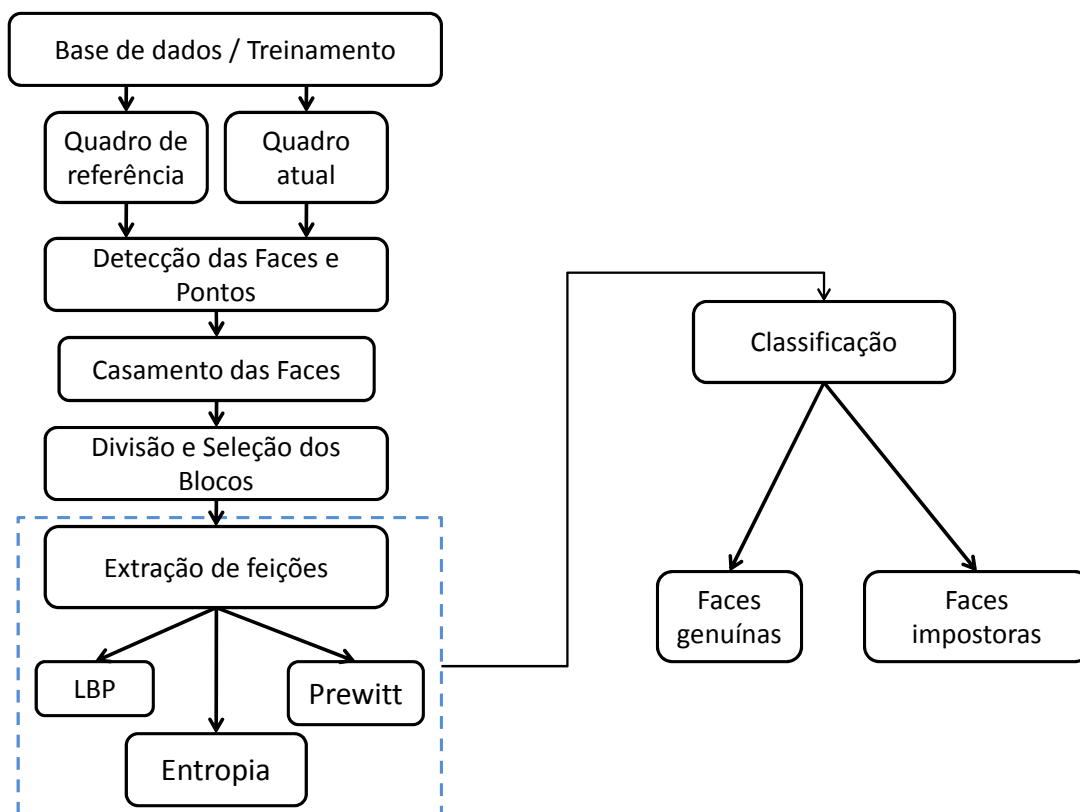 Base de dados / Treinamento
Quadro de
referência
Quadro
atual
Detecção das Faces e
Pontos
Casamento das Faces
Divisão e Seleção dos
Blocos
Extração de feições
LBP
Prewitt
Entropia
Classificação
Faces
genuínas
Faces
impostoras